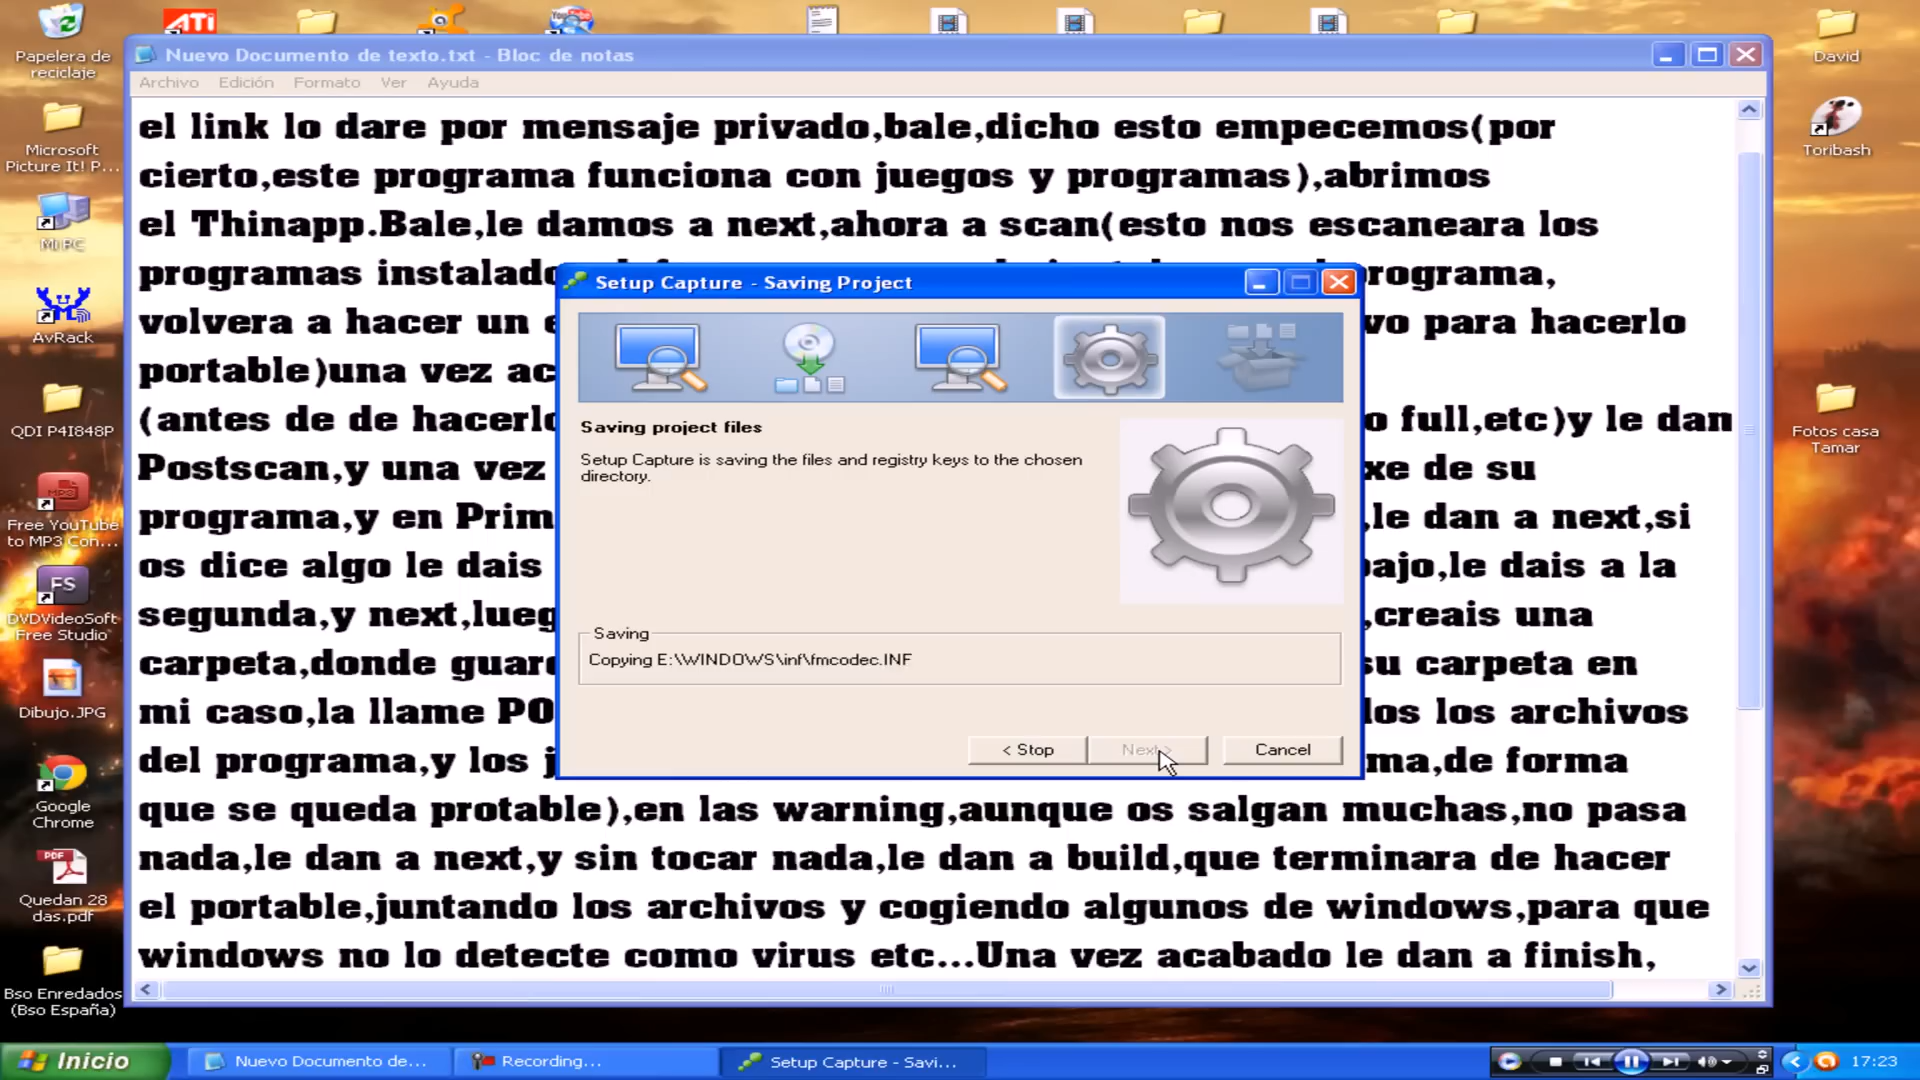 Papelera de
reciclaje
ATI
David
Nuevo Documento de texto.txt - Bloc de notas
Archivo Edición Formato Ver Ayuda
Microsoft
Picture It! P...
Mi PC
AvRack
QDI P4I848P
MP3
Free YouTube
to MP3 Con...
FS
DVDVideoSoft
Free Studio
Dibujo.JPG
Google
Chrome
PDF
Quedan 28
das.pdf
Bso Enredados
(Bso España)
Toribash
Fotos casa
Tamar
el link lo dare por mensaje privado,bale,dicho esto empecemos(por
cierto,este programa funciona con juegos y programas),abrimos
el Thinapp.Bale,le damos a next,ahora a scan(esto nos escaneara los
programas instalado
programa,
volvera a hacer un e
vo para hacerlo
portable)una vez ac
(antes de de hacerlo
o full,etc)y le dan
Postscan,y una vez
xe de su
programa,y en Prim
,le dan a next,si
os dice algo le dais
bajo,le dais a la
segunda,y next,lueg
,creais una
carpeta,donde guard
su carpeta en
mi caso,la llame PO
los los archivos
del programa,y los j
ma,de forma
que se queda protable),en las warning,aunque os salgan muchas,no pasa
nada,le dan a next,y sin tocar nada,le dan a build,que terminara de hacer
el portable,juntando los archivos y cogiendo algunos de windows,para que
windows no lo detecte como virus etc...Una vez acabado le dan a finish,
Setup Capture - Saving Project
Saving project files
Setup Capture is saving the files and registry keys to the chosen
directory.
Saving
Copying E:\WINDOWS\inf\fmcodec.INF
< Stop
Next >
Cancel
Inicio
Nuevo Documento de...
Recording...
Setup Capture - Savi...
17:23